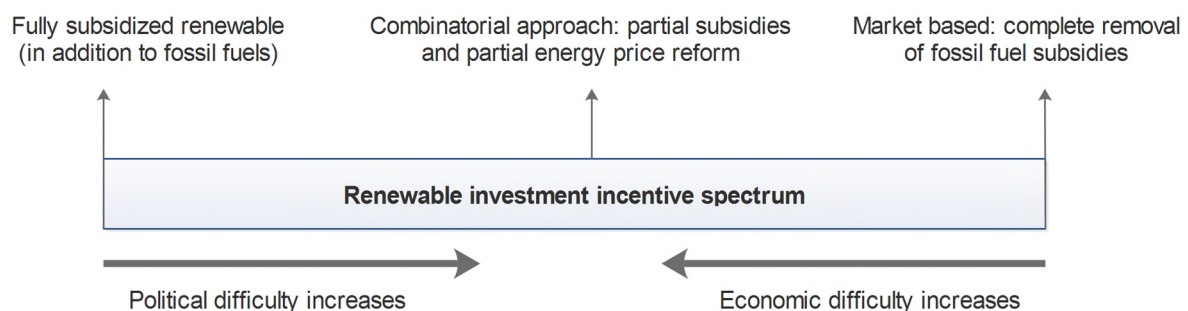 Fully subsidized renewable
(in addition to fossil fuels)
Combinatorial approach: partial subsidies
and partial energy price reform
Market based: complete removal
of fossil fuel subsidies
Renewable investment incentive spectrum
Political difficulty increases
Economic difficulty increases